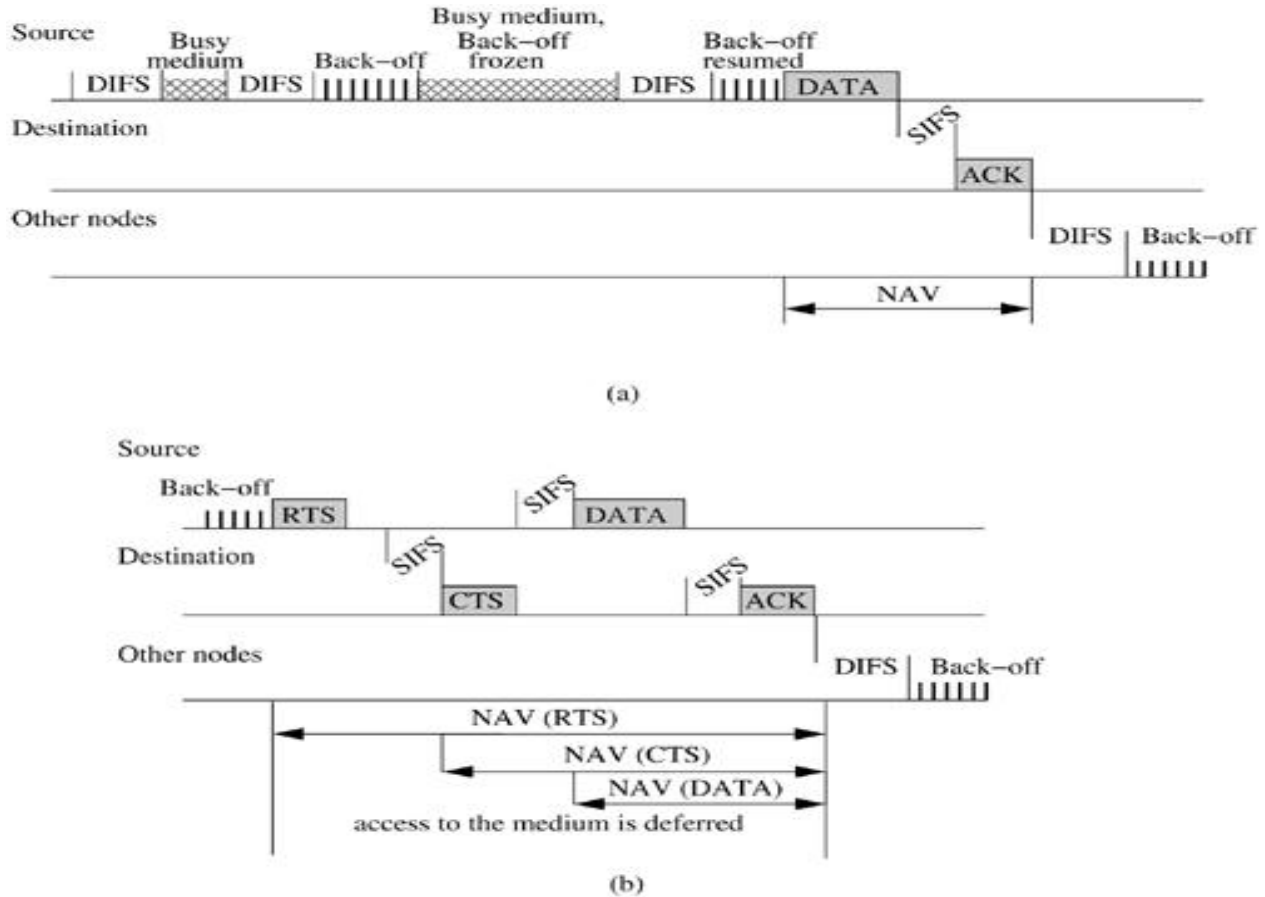 Source
Busy medium
Busy medium, Back-off frozen
Back-off
Back-off resumed
DIFS
DIFS
DIFS
DATA
Destination
SIFS
ACK
Other nodes
DIFS
Back-off
NAV
(a)
Source
Back-off
RTS
SIFS
DATA
Destination
SIFS
CTS
SIFS
ACK
Other nodes
DIFS
Back-off
NAV (RTS)
NAV (CTS)
NAV (DATA)
access to the medium is deferred
(b)